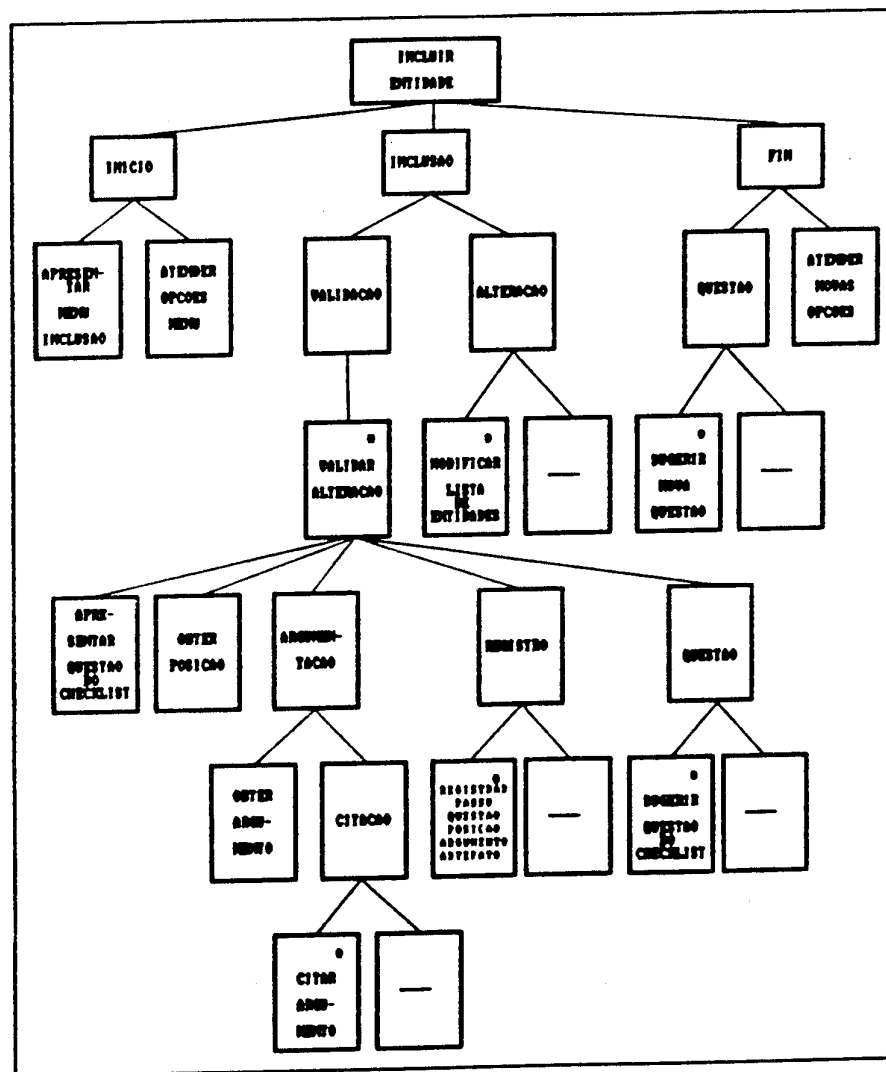 INCLUIR
ENTIDADE
INICIO
INCLUSAO
FIM
APRESEN-
TAR
MENU
INCLUSAO
ATENDER
OPCOES
MENU
VALIDACAO
ALTERACAO
QUESTAO
ATENDER
NOVAS
OPCOES
o
VALIDAR
ALTERACAO
o
MODIFICAR
LISTA
DE
ENTIDADES
—
o
SUGERIR
NOVA
QUESTAO
—
APRE-
SENTAR
QUESTAO
DO
CHECKLIST
OBTER
POSICAO
ARGUMEN-
TACAO
REGISTRO
QUESTAO
OBTER
ARGU-
MENTO
CITACAO
o
REGISTRAR
PASSO
QUESTAO
POSICAO
ARGUMENTO
ARTEFATO
—
o
SUGERIR
QUESTAO
DO
CHECKLIST
—
o
CITAR
ARGU-
MENTO
—